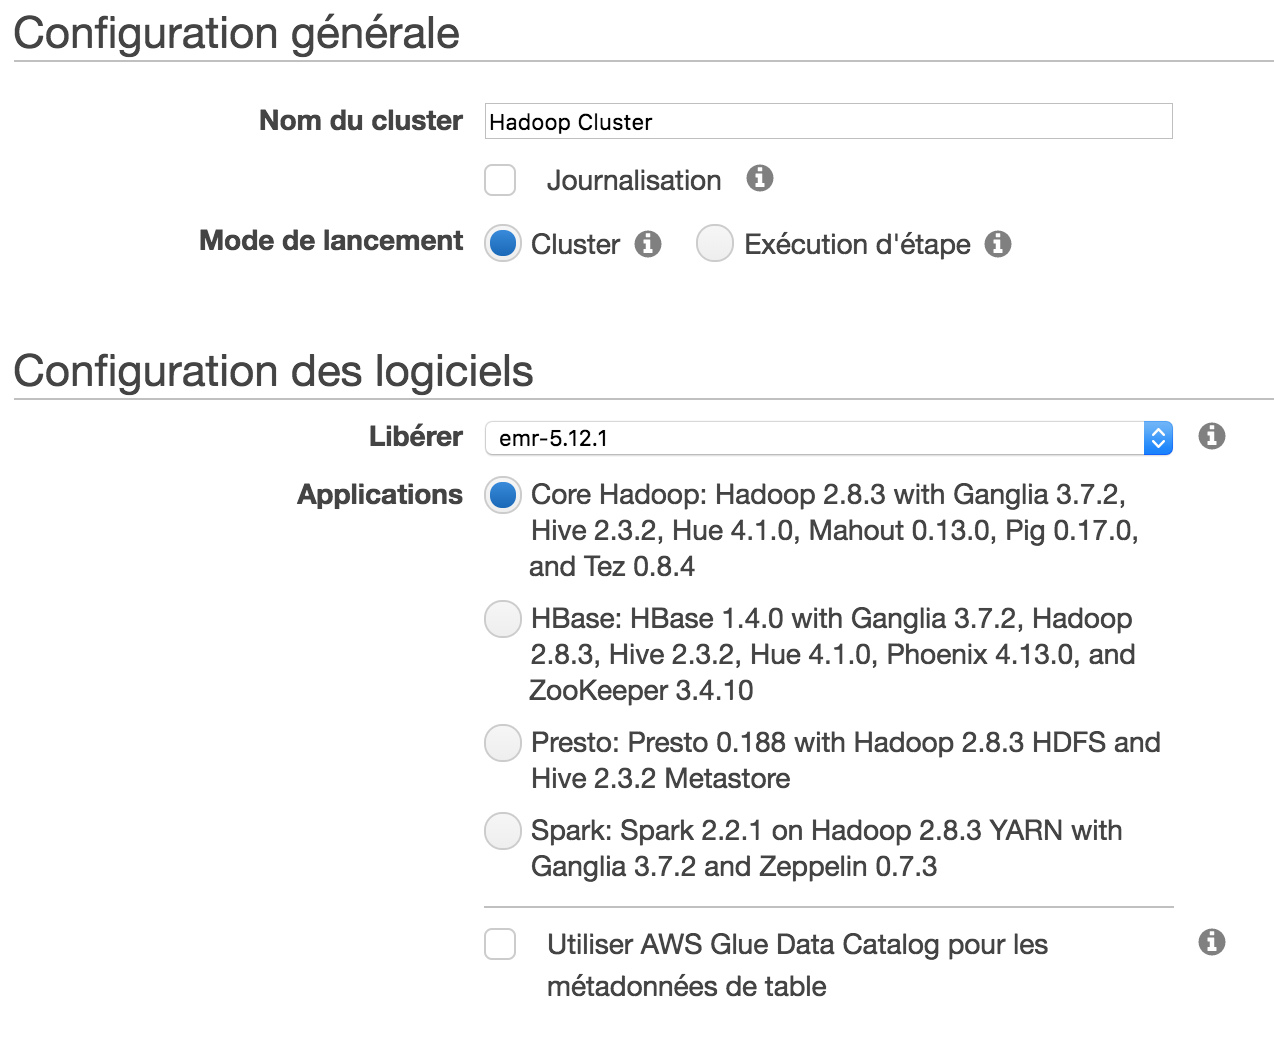 Configuration générale
Nom du cluster
Hadoop Cluster
Journalisation
Mode de lancement
Cluster
Exécution d'étape
Configuration des logiciels
Libérer
emr-5.12.1
Applications
Core Hadoop: Hadoop 2.8.3 with Ganglia 3.7.2,
Hive 2.3.2, Hue 4.1.0, Mahout 0.13.0, Pig 0.17.0,
and Tez 0.8.4
HBase: HBase 1.4.0 with Ganglia 3.7.2, Hadoop
2.8.3, Hive 2.3.2, Hue 4.1.0, Phoenix 4.13.0, and
ZooKeeper 3.4.10
Presto: Presto 0.188 with Hadoop 2.8.3 HDFS and
Hive 2.3.2 Metastore
Spark: Spark 2.2.1 on Hadoop 2.8.3 YARN with
Ganglia 3.7.2 and Zeppelin 0.7.3
Utiliser AWS Glue Data Catalog pour les
métadonnées de table